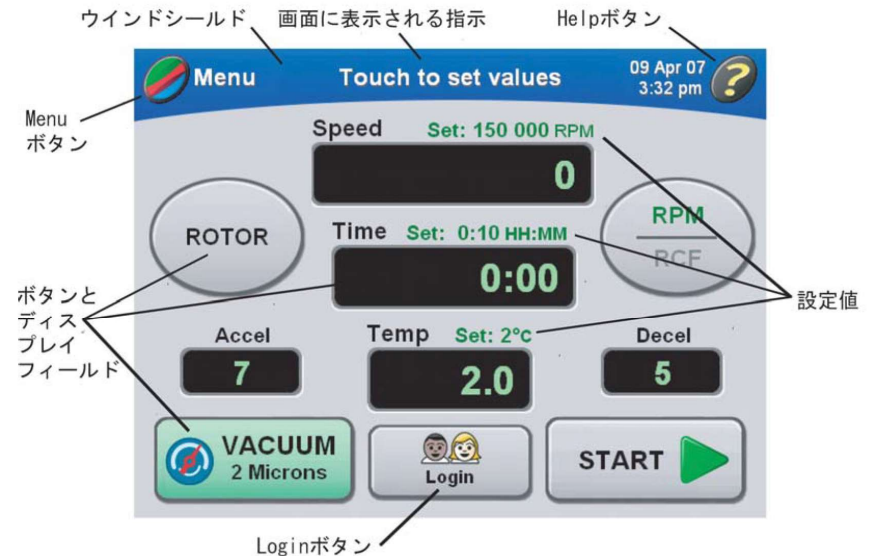 ウインドシールド 画面に表示される指示 Helpボタン
Menu Touch to set values 09 Apr 07
3:32 pm
?
Menu
ボタン
Speed Set: 150 000 RPM
0
ROTOR
RPM
RCF
Time Set: 0:10 HH:MM
0:00
ボタンと
ディス
プレイ
フィールド
設定値
Accel
7
Temp Set: 2°C
2.0
Decel
5
VACUUM
2 Microns
Login
START
Loginボタン